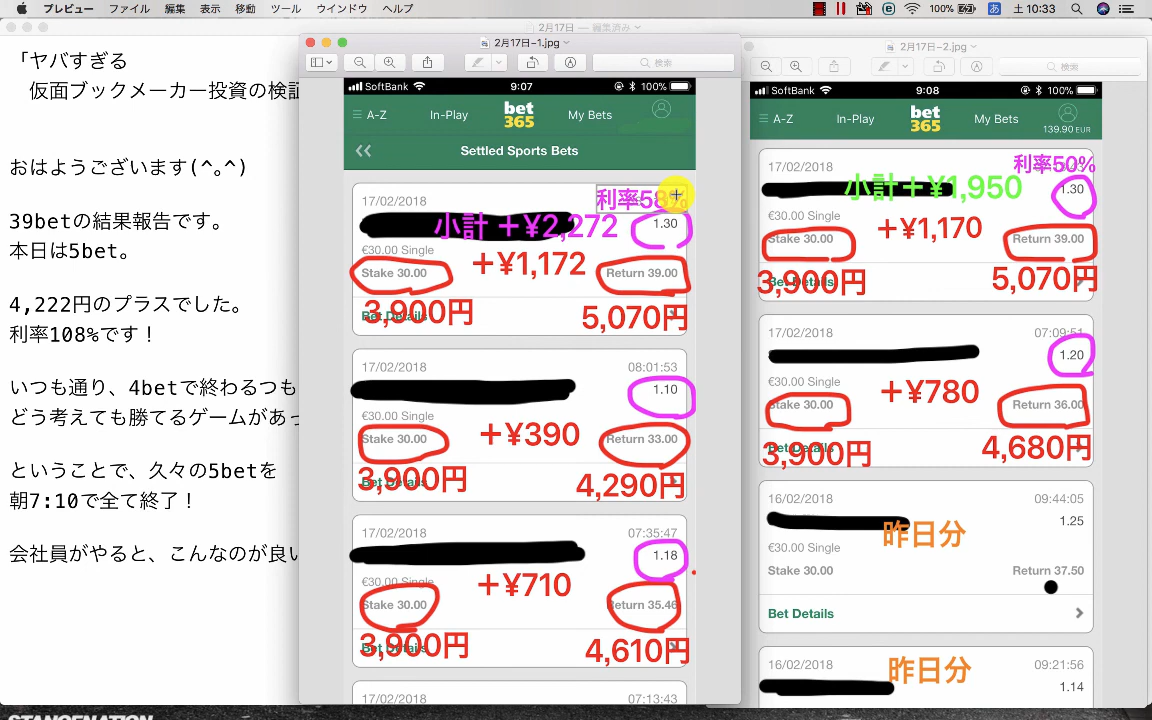 プレビュー ファイル 編集 表示 移動 ツール ウインドウ ヘルプ
100% あ 土 10:33
2月17日 — 編集済み
「ヤバすぎる
仮面ブックメーカー投資の検証
おはようございます(^｡^)
39betの結果報告です。
本日は5bet。
4,222円のプラスでした。
利率108%です！
いつも通り、4betで終わるつも
どう考えても勝てるゲームがあっ
ということで、久々の5betを
朝7:10で全て終了！
会社員がやると、こんなのが良い
2月17日-1.jpg
検索
SoftBank 9:07 100%
A-Z In-Play bet365 My Bets
Settled Sports Bets
17/02/2018
利率58%
小計＋¥2,272
1.30
€30.00 Single
＋¥1,172
Stake 30.00 Return 39.00
Bet Details
3,900円 5,070円
17/02/2018 08:01:53
1.10
€30.00 Single
＋¥390
Stake 30.00 Return 33.00
Bet Details
3,900円 4,290円
17/02/2018 07:35:47
1.18
€30.00 Single
＋¥710
Stake 30.00 Return 35.46
Bet Details
3,900円 4,610円
17/02/2018 07:13:43
2月17日-2.jpg
検索
SoftBank 9:08 100%
A-Z In-Play bet365 My Bets
139.90 EUR
17/02/2018
利率50%
小計＋¥1,950
1.30
€30.00 Single
＋¥1,170
Stake 30.00 Return 39.00
Bet Details
3,900円 5,070円
17/02/2018 07:09:51
1.20
€30.00 Single
＋¥780
Stake 30.00 Return 36.00
Bet Details
3,900円 4,680円
16/02/2018 09:44:05
昨日分
1.25
€30.00 Single
Stake 30.00 Return 37.50
Bet Details
16/02/2018 09:21:56
昨日分
1.14
STANCENATION